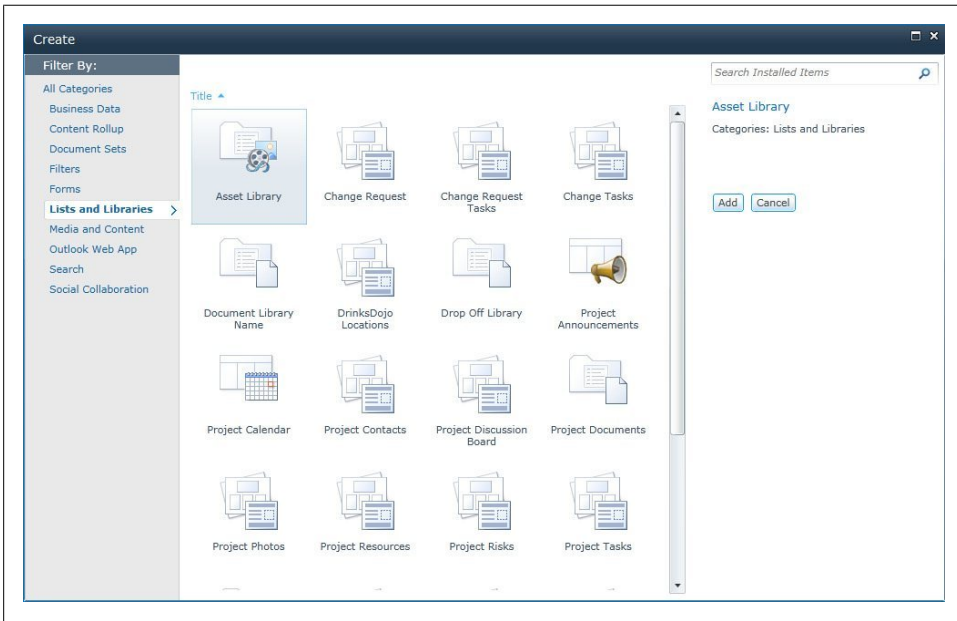 Create
Filter By:
All Categories
Business Data
Content Rollup
Document Sets
Filters
Forms
Lists and Libraries
Media and Content
Outlook Web App
Search
Social Collaboration
Title
Asset Library
Change Request
Change Request
Tasks
Change Tasks
Document Library
Name
DrinksDojo
Locations
Drop Off Library
Project
Announcements
Project Calendar
Project Contacts
Project Discussion
Board
Project Documents
Project Photos
Project Resources
Project Risks
Project Tasks
Search Installed Items
Asset Library
Categories: Lists and Libraries
Add
Cancel